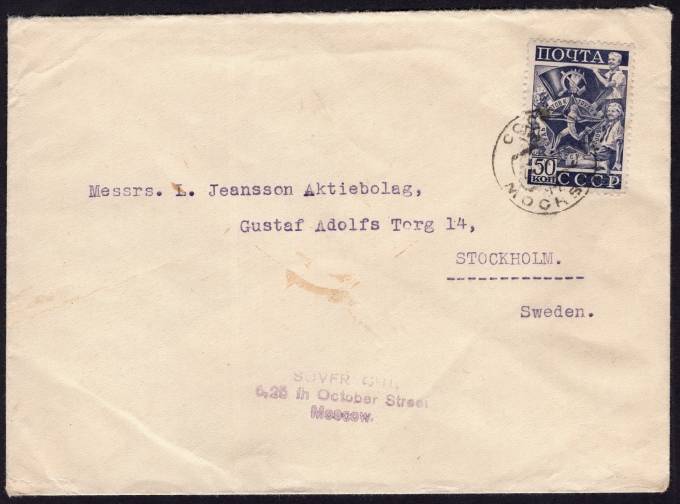 ПОЧТА
50
КОП
СССР
МОСКВ
Messrs. L. Jeansson Aktiebolag,
Gustaf Adolfs Torg 14,
STOCKHOLM.
Sweden.
6,25 th October Street
Moscow.